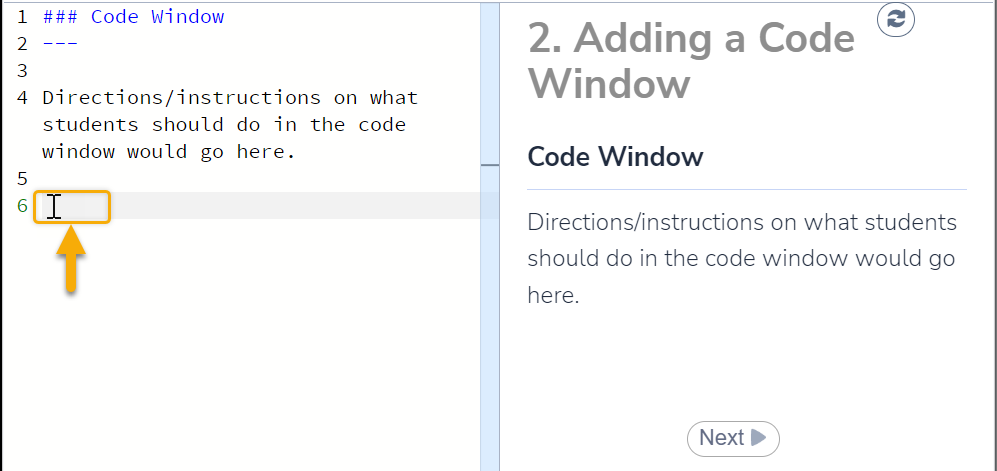 1 ### Code Window
2 ---
3
4 Directions/instructions on what
students should do in the code
window would go here.
5
6
2. Adding a Code
Window
Code Window
Directions/instructions on what students
should do in the code window would go
here.
Next